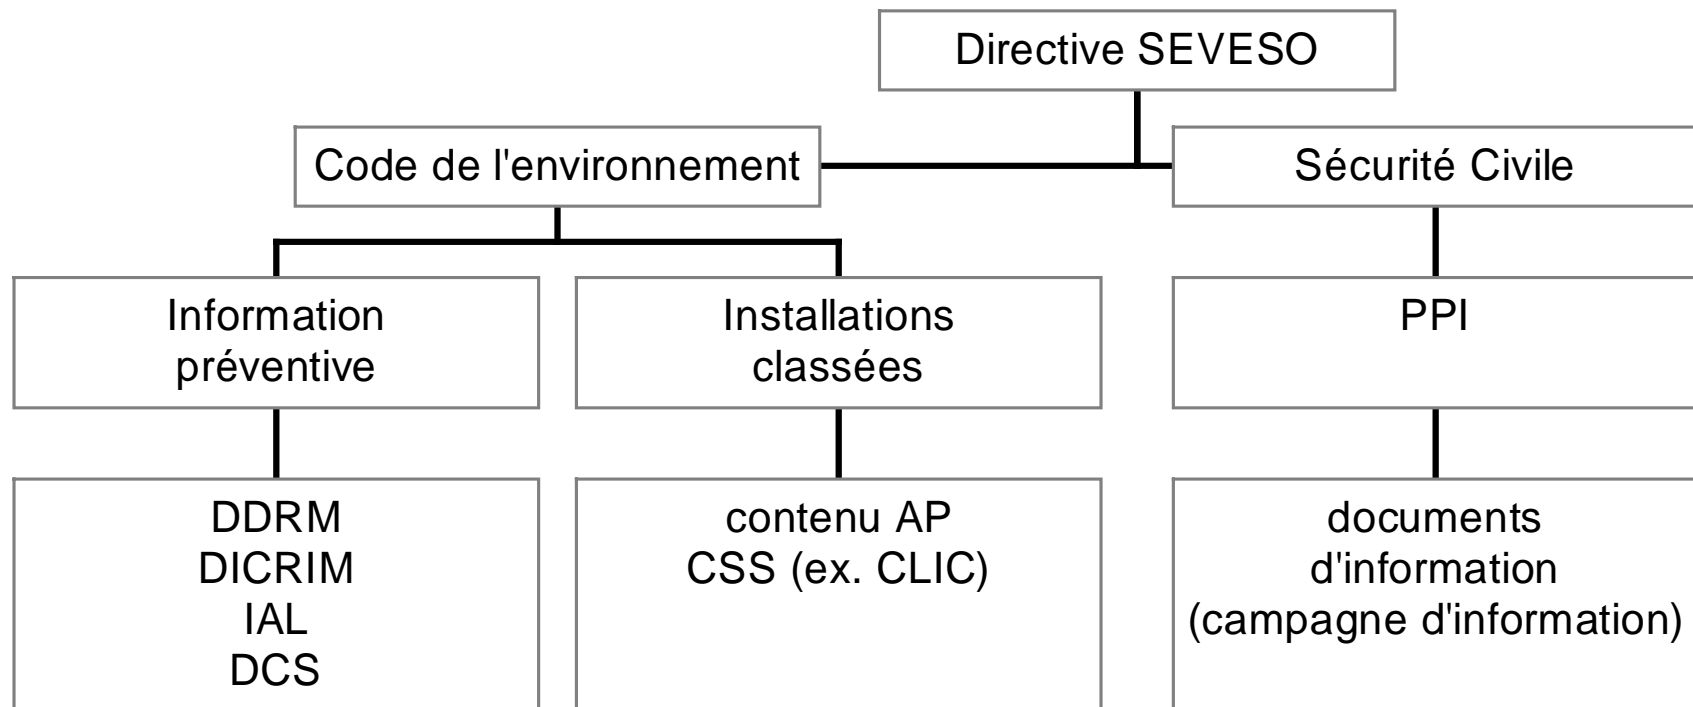 Directive SEVESO
Code de l'environnement
Sécurité Civile
Information
préventive
Installations
classées
PPI
DDRM
DICRIM
IAL
DCS
contenu AP
CSS (ex. CLIC)
documents
d'information
(campagne d'information)